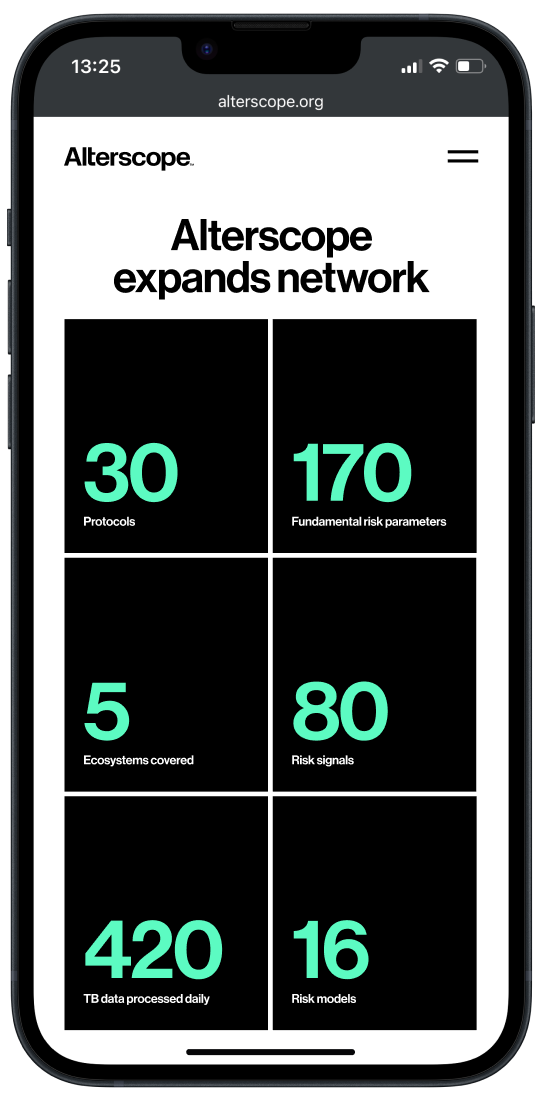 13:25
alterscope.org
Alterscope™
Alterscope
expands network
30
Protocols
170
Fundamental risk parameters
5
Ecosystems covered
80
Risk signals
420
TB data processed daily
16
Risk models